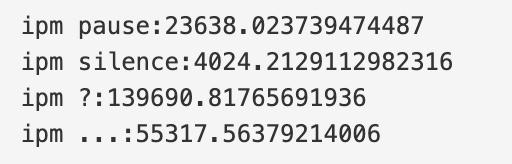 ipm pause:23638.023739474487
ipm silence:4024.2129112982316
ipm ?:139690.81765691936
ipm ...:55317.56379214006